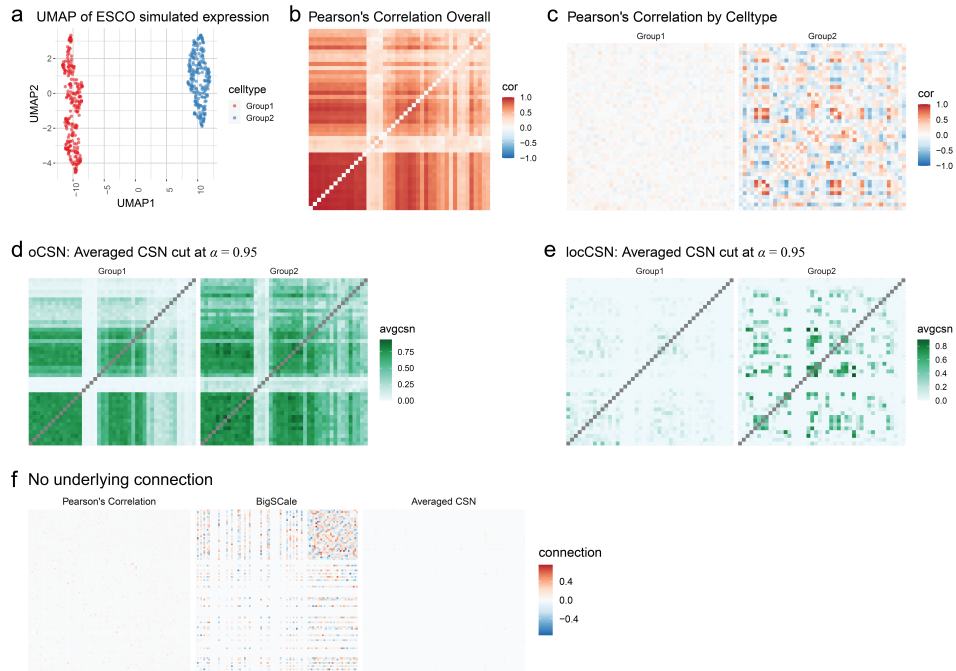 a UMAP of ESCO simulated expression
2
0
−2
−4
UMAP2
−10
−5
0
5
10
UMAP1
celltype
Group1
Group2
b Pearson's Correlation Overall
cor
1.0
0.5
0.0
−0.5
−1.0
c Pearson's Correlation by Celltype
Group1 Group2
cor
1.0
0.5
0.0
−0.5
−1.0
d oCSN: Averaged CSN cut at α = 0.95
Group1 Group2
avgcsn
0.75
0.50
0.25
0.00
e locCSN: Averaged CSN cut at α = 0.95
Group1 Group2
avgcsn
0.8
0.6
0.4
0.2
0.0
f No underlying connection
Pearson's Correlation BigSCale Averaged CSN
connection
0.4
0.0
−0.4